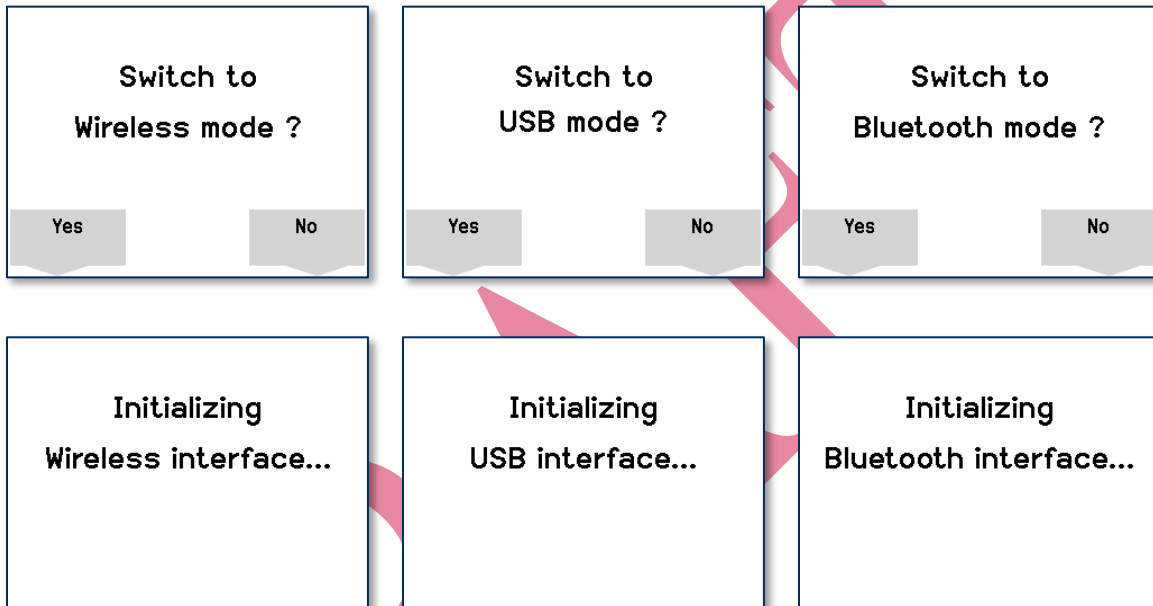 Switch to
Wireless mode ?
Yes
No
Switch to
USB mode ?
Yes
No
Switch to
Bluetooth mode ?
Yes
No
Initializing
Wireless interface...
Initializing
USB interface...
Initializing
Bluetooth interface...